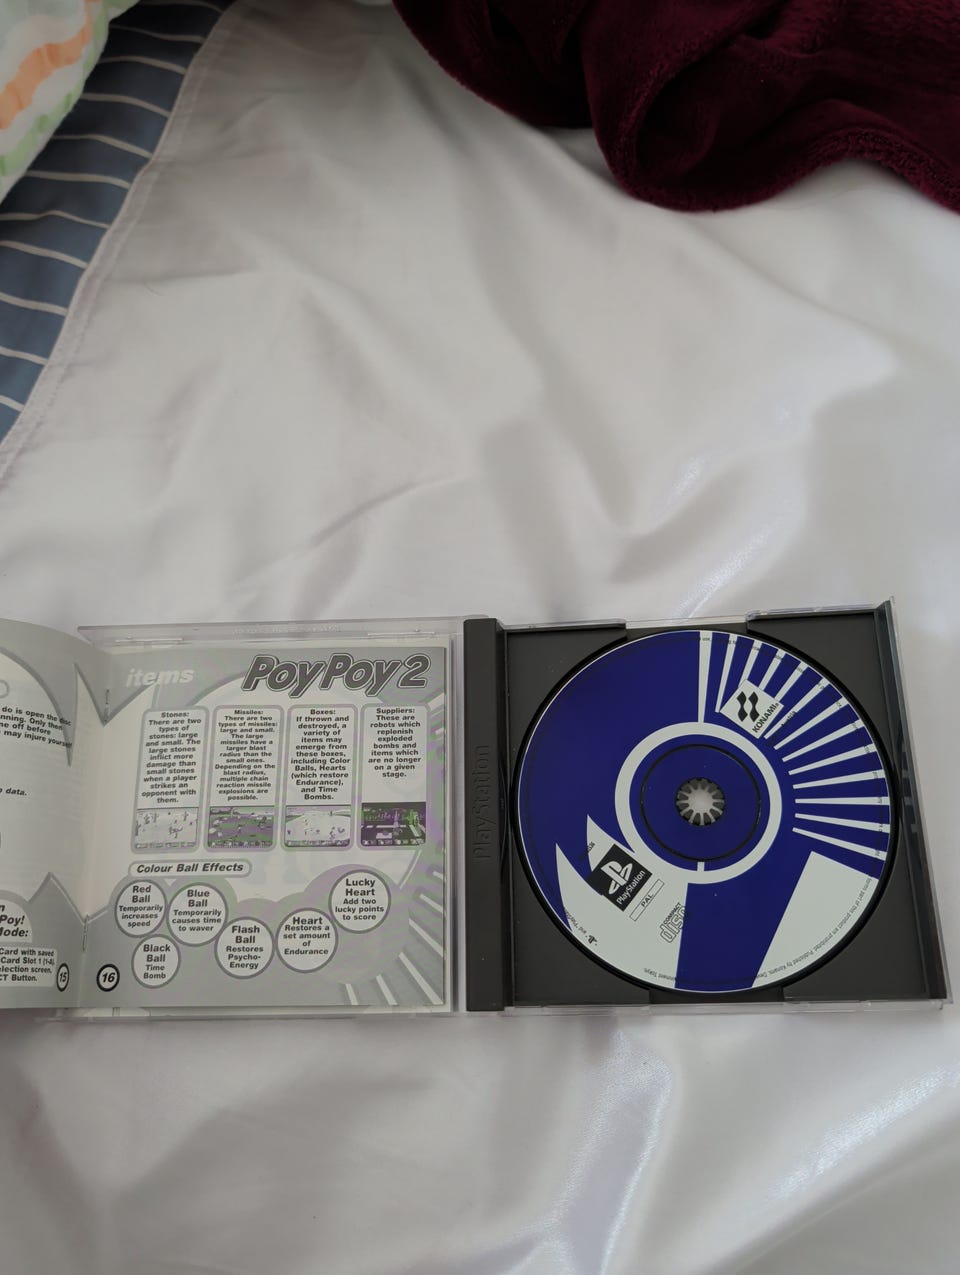 do is open the disc
nning. Only then
ne off before
may injure yourself
o data.
Poy!
Mode:
Card with saved
Card Slot 1 (1-A).
election screen,
CT Button.
15
items
PoyPoy 2
Stones:
There are two
types of
stones: large
and small. The
large stones
inflict more
damage than
small stones
when a player
strikes an
opponent with
them.
Missiles:
There are two
types of missiles:
large and small.
The large
missiles have a
larger blast
radius than the
small ones.
Depending on the
blast radius,
multiple chain
reaction missile
explosions are
possible.
Boxes:
If thrown and
destroyed, a
variety of
items may
emerge from
these boxes,
including Color
Balls, Hearts
(which restore
Endurance),
and Time
Bombs.
Suppliers:
These are
robots which
replenish
exploded
bombs and
items which
are no longer
on a given
stage.
Colour Ball Effects
Red
Ball
Temporarily
increases
speed
Blue
Ball
Temporarily
causes time
to waver
Black
Ball
Time
Bomb
Flash
Ball
Restores
Psycho-
Energy
Heart
Restores a
set amount
of
Endurance
Lucky
Heart
Add two
lucky points
to score
16
PlayStation
KONAMI
PlayStation
PAL
COMPACT
disc